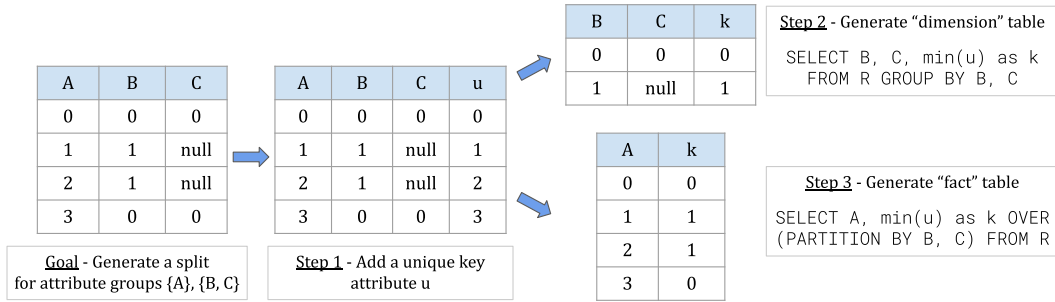 A B C
0 0 0
1 1 null
2 1 null
3 0 0
Goal - Generate a split
for attribute groups {A}, {B, C}
A B C u
0 0 0 0
1 1 null 1
2 1 null 2
3 0 0 3
Step 1 - Add a unique key
attribute u
B C k
0 0 0
1 null 1
Step 2 - Generate “dimension” table
SELECT B, C, min(u) as k
FROM R GROUP BY B, C
A k
0 0
1 1
2 1
3 0
Step 3 - Generate “fact” table
SELECT A, min(u) as k OVER
(PARTITION BY B, C) FROM R